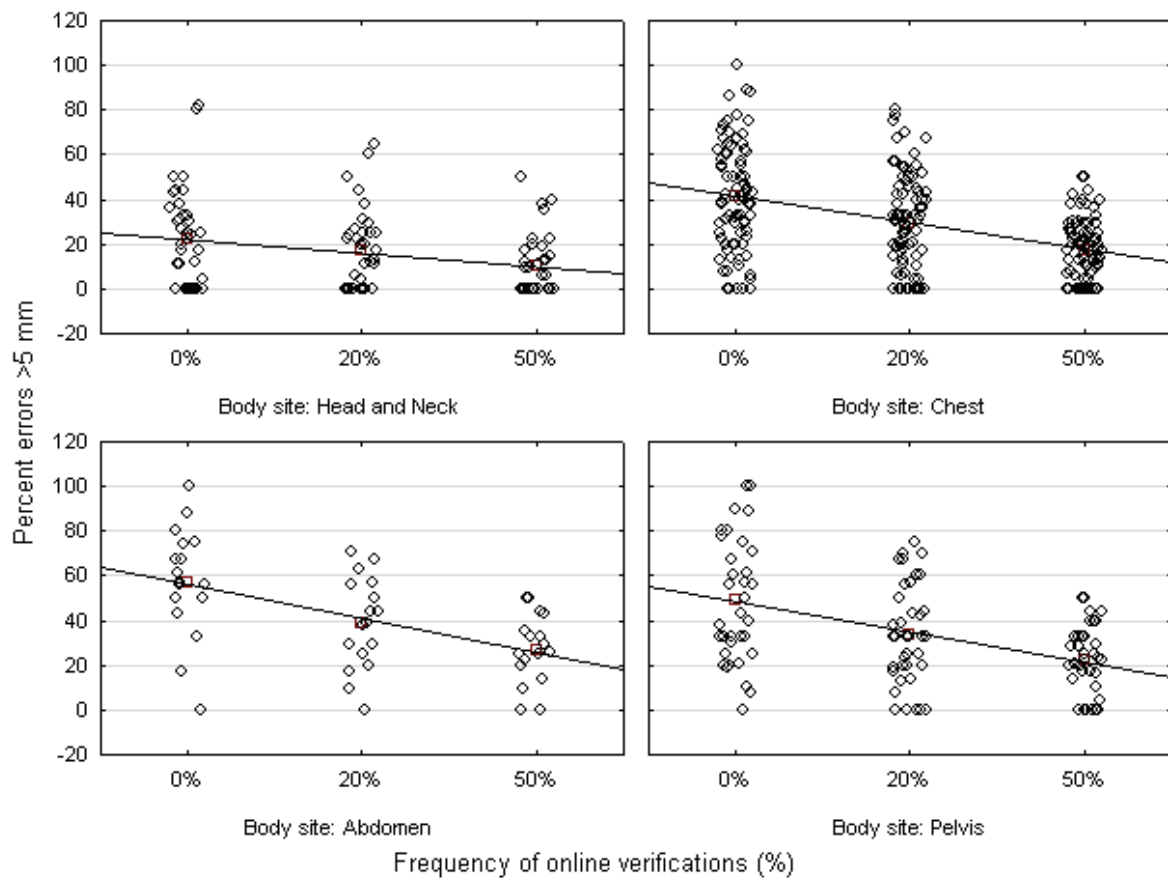 120
100
80
60
40
20
0
-20
0% 20% 50%
0% 20% 50%
Body site: Head and Neck
Body site: Chest
Percent errors >5 mm
120
100
80
60
40
20
0
-20
0% 20% 50%
0% 20% 50%
Body site: Abdomen
Body site: Pelvis
Frequency of online verifications (%)